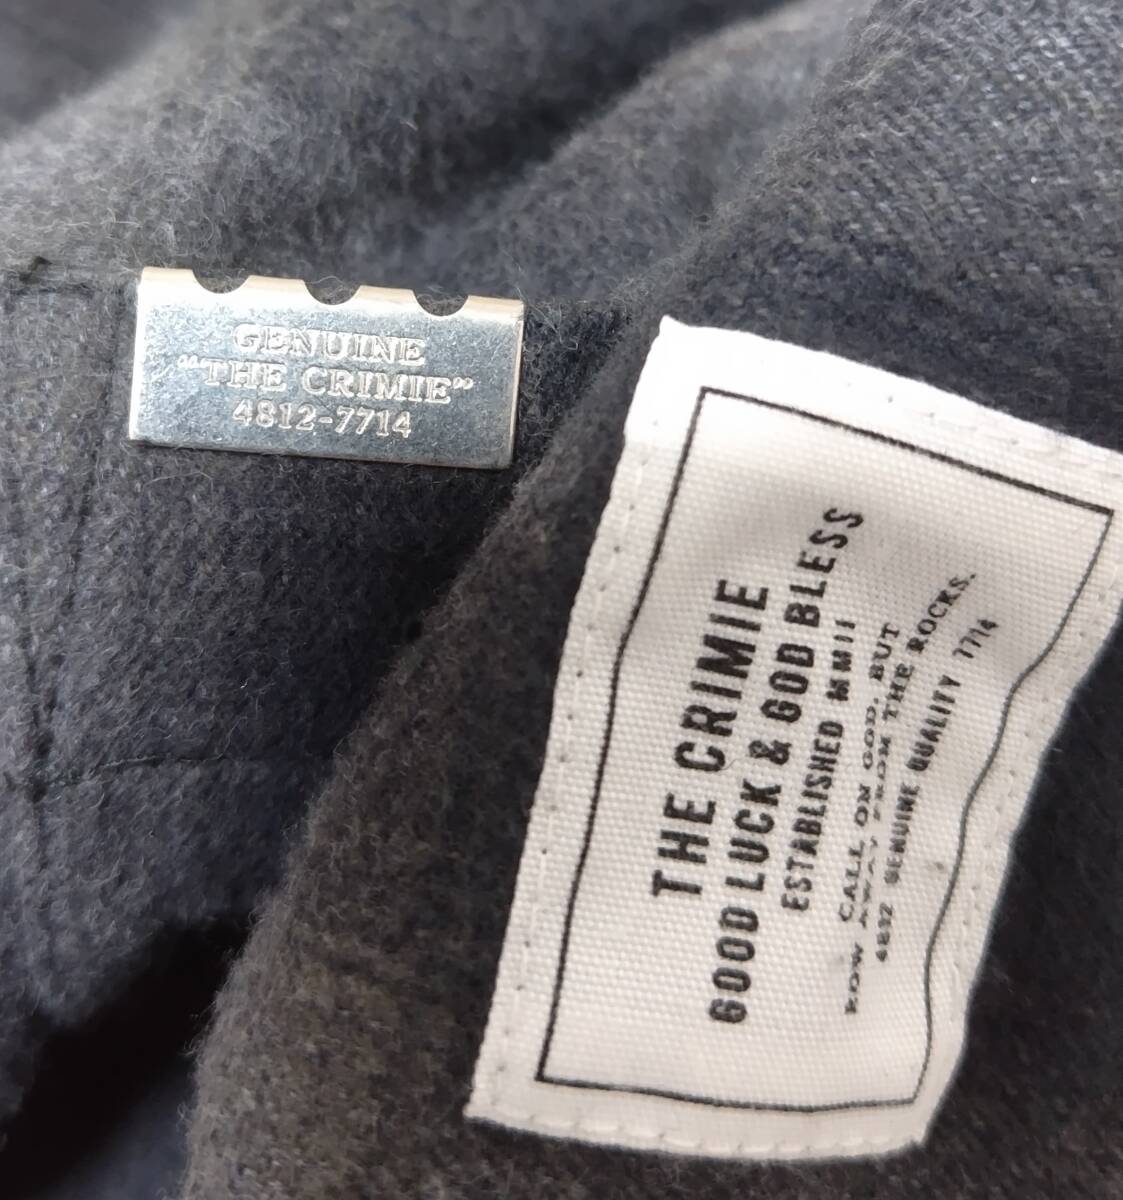 GENUINE
“THE CRIMIE”
4812-7714
THE CRIMIE
GOOD LUCK & GOD BLESS
ESTABLISHED MMII
CALL ON GOD, BUT
ROW AWAY FROM THE ROCKS.
4812 GENUINE QUALITY 7714